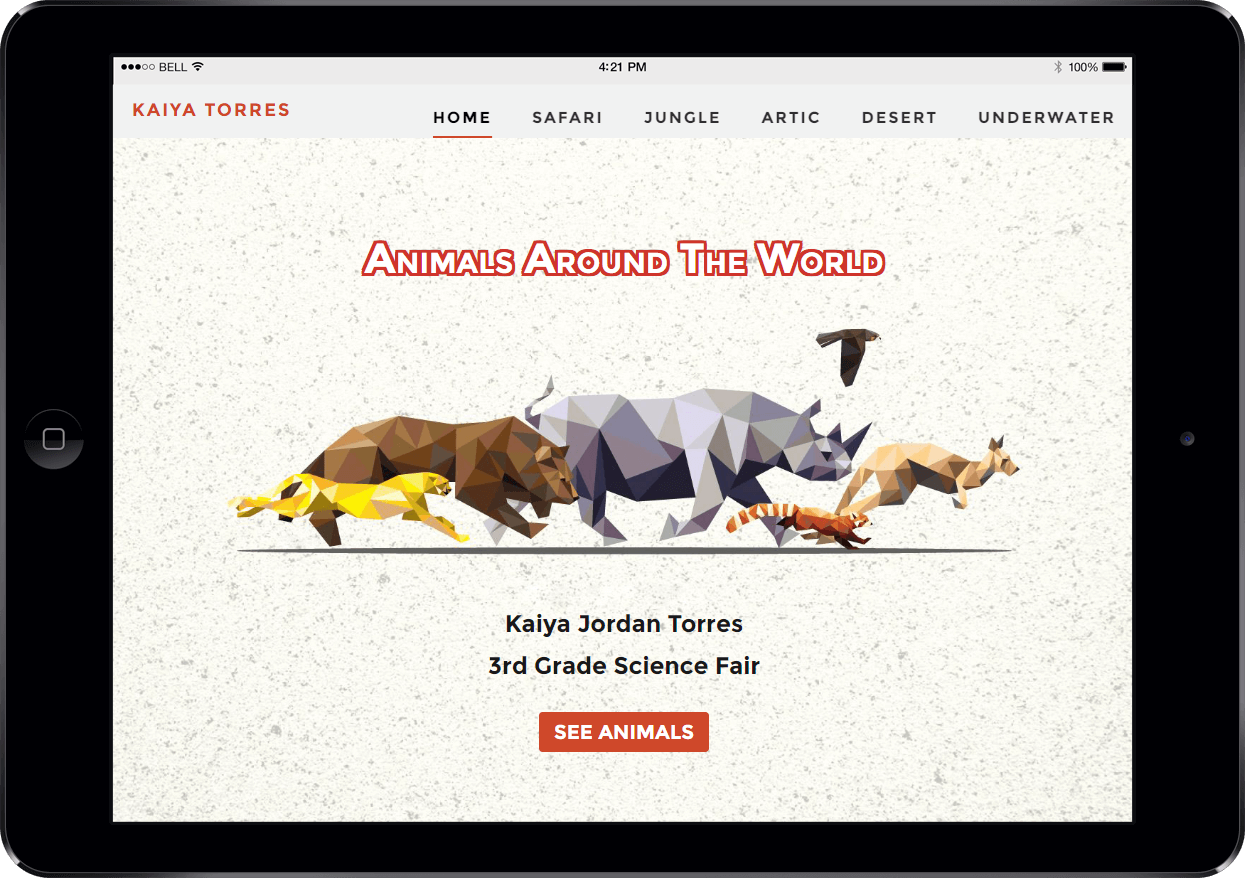 BELL 4:21 PM 100%
KAIYA TORRES HOME SAFARI JUNGLE ARTIC DESERT UNDERWATER
Animals Around The World
Kaiya Jordan Torres
3rd Grade Science Fair
SEE ANIMALS